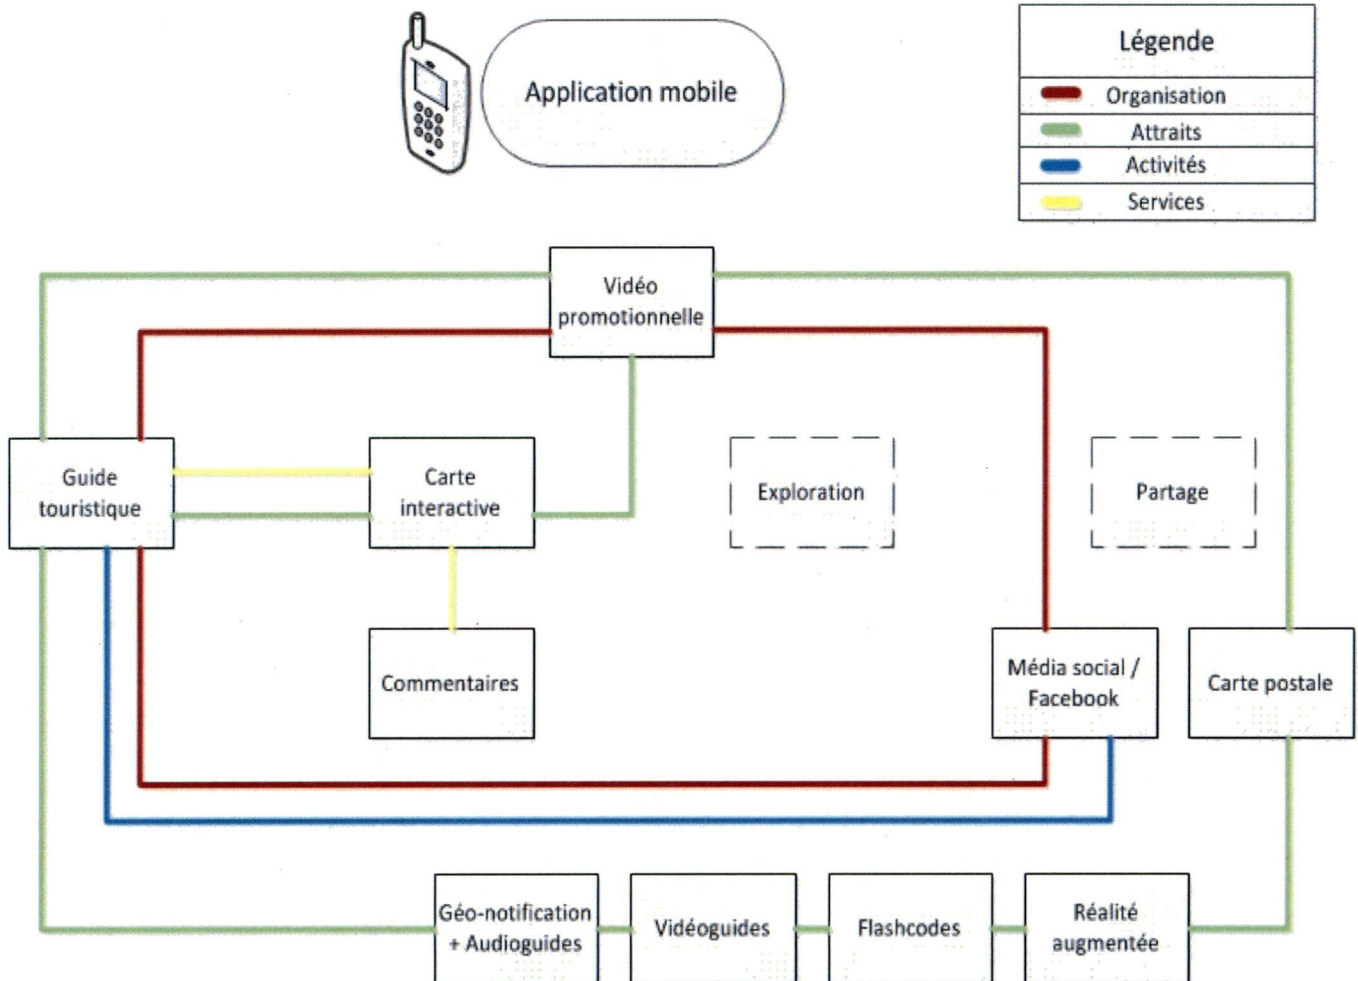 Application mobile
Légende
Organisation
Attraits
Activités
Services
Vidéo
promotionnelle
Guide
touristique
Carte
interactive
Exploration
Partage
Commentaires
Média social /
Facebook
Carte postale
Géo-notification
+ Audioguides
Vidéoguides
Flashcodes
Réalité
augmentée